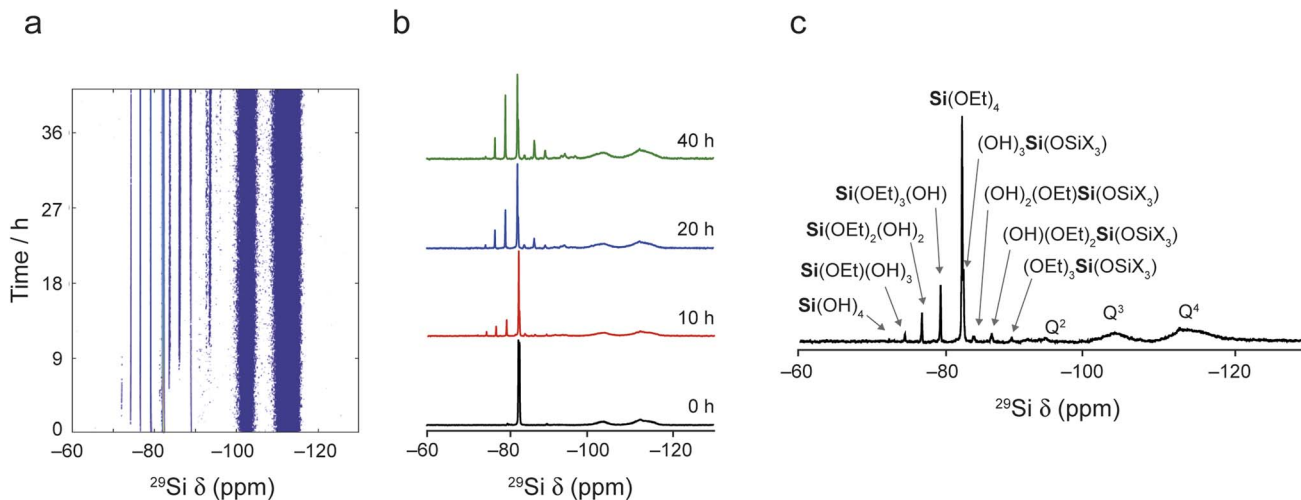 a
36
27
18
9
0
Time / h
−60
−80
−100
−120
²⁹Si δ (ppm)
b
40 h
20 h
10 h
0 h
−60
−80
−100
−120
²⁹Si δ (ppm)
c
Si(OEt)₄
(OH)₃Si(OSiX₃)
Si(OEt)₃(OH)
(OH)₂(OEt)Si(OSiX₃)
Si(OEt)₂(OH)₂
(OH)(OEt)₂Si(OSiX₃)
Si(OEt)(OH)₃
(OEt)₃Si(OSiX₃)
Si(OH)₄
Q²
Q³
Q⁴
−60
−80
−100
−120
²⁹Si δ (ppm)